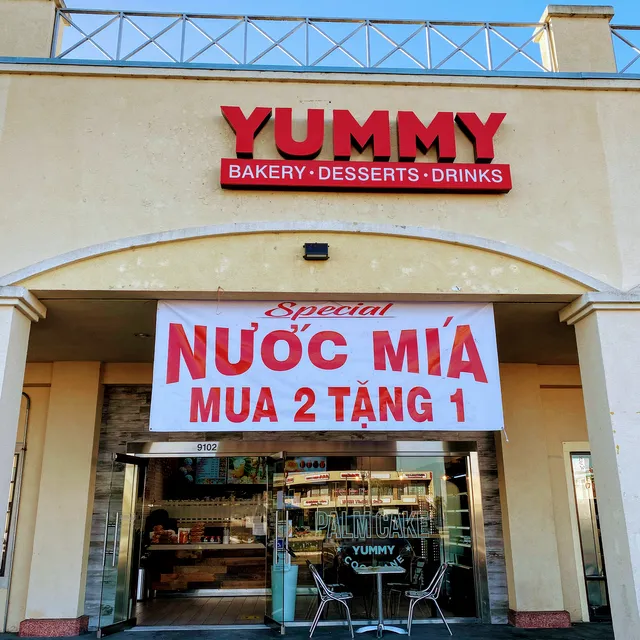 YUMMY
BAKERY • DESSERTS • DRINKS
Special
NƯỚC MÍA
MUA 2 TẶNG 1
9102
PALM CAKE
YUMMY